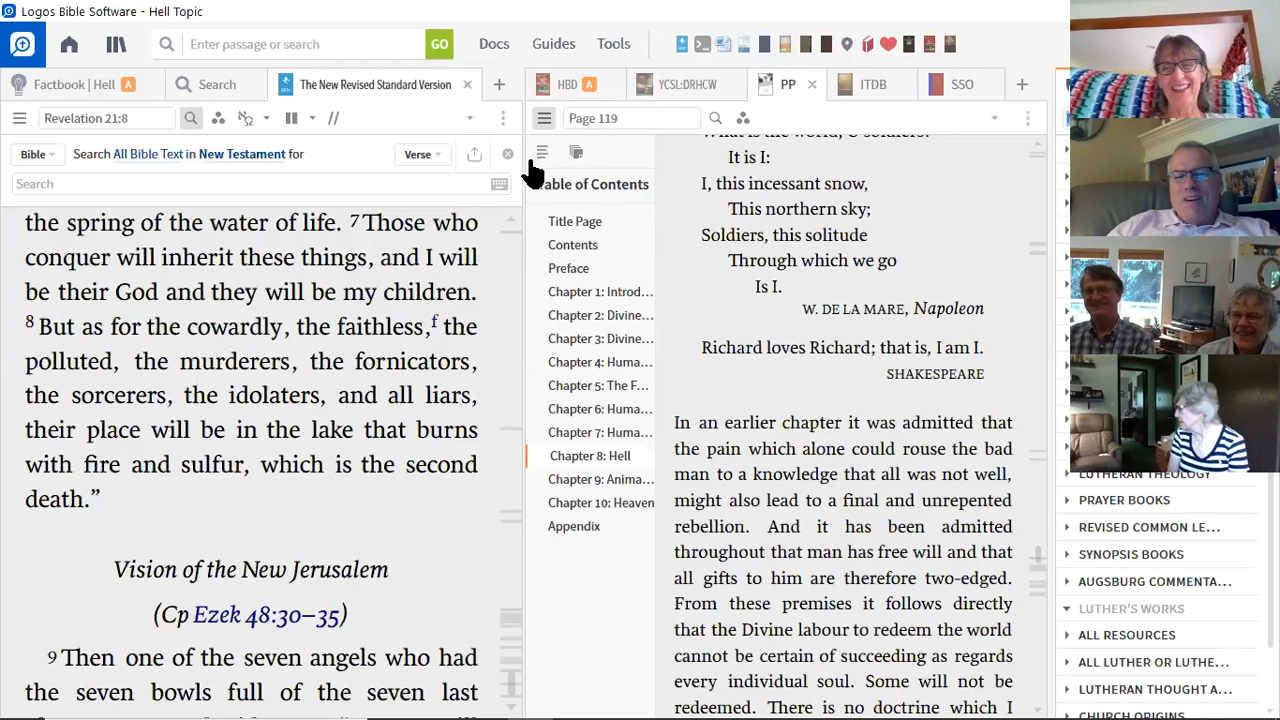 Logos Bible Software - Hell Topic
Enter passage or search
GO
Docs
Guides
Tools
Factbook | Hell A
Search
The New Revised Standard Version
Revelation 21:8
Bible
Search All Bible Text in New Testament for
Verse
Search
the spring of the water of life. 7 Those who
conquer will inherit these things, and I will
be their God and they will be my children.
8 But as for the cowardly, the faithless,f the
polluted, the murderers, the fornicators,
the sorcerers, the idolaters, and all liars,
their place will be in the lake that burns
with fire and sulfur, which is the second
death.”
Vision of the New Jerusalem
(Cp Ezek 48:30–35)
9 Then one of the seven angels who had
the seven bowls full of the seven last
HBD A
YCSL:DRHCW
PP
ITDB
SSO
Page 119
Table of Contents
Title Page
Contents
Preface
Chapter 1: Introd...
Chapter 2: Divine...
Chapter 3: Divine...
Chapter 4: Huma...
Chapter 5: The F...
Chapter 6: Huma...
Chapter 7: Huma...
Chapter 8: Hell
Chapter 9: Anima...
Chapter 10: Heaven
Appendix
What is the world, O soldiers?
It is I:
I, this incessant snow,
This northern sky;
Soldiers, this solitude
Through which we go
Is I.
W. DE LA MARE, Napoleon
Richard loves Richard; that is, I am I.
SHAKESPEARE
In an earlier chapter it was admitted that
the pain which alone could rouse the bad
man to a knowledge that all was not well,
might also lead to a final and unrepented
rebellion. And it has been admitted
throughout that man has free will and that
all gifts to him are therefore two-edged.
From these premises it follows directly
that the Divine labour to redeem the world
cannot be certain of succeeding as regards
every individual soul. Some will not be
redeemed. There is no doctrine which I
LUTHERAN THEOLOGY
PRAYER BOOKS
REVISED COMMON LE...
SYNOPSIS BOOKS
AUGSBURG COMMENTA...
LUTHER'S WORKS
ALL RESOURCES
ALL LUTHER OR LUTHE...
LUTHERAN THOUGHT A...
CHURCH ORIGINS